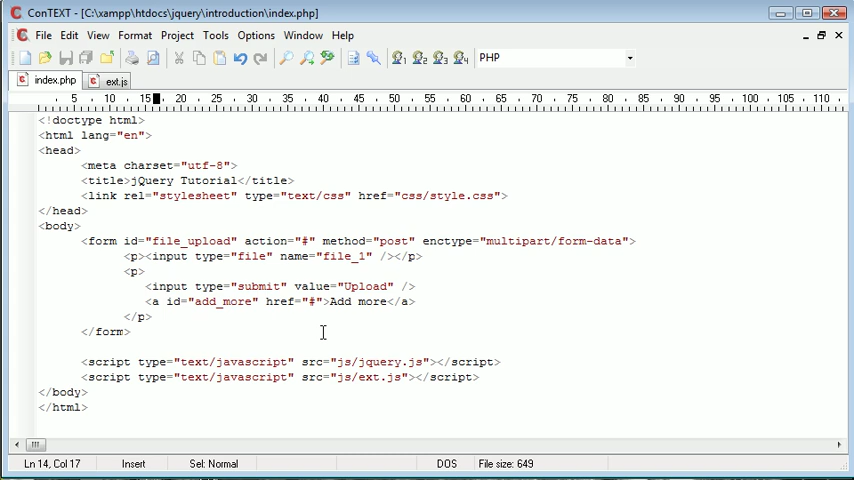 ConTEXT - [C:\xampp\htdocs\jquery\introduction\index.php]
File Edit View Format Project Tools Options Window Help
PHP
index.php ext.js
5 10 15 20 25 30 35 40 45 50 55 60 65 70 75 80 85 90 95 100 105 110
<!doctype html>
<html lang="en">
<head>
<meta charset="utf-8">
<title>jQuery Tutorial</title>
<link rel="stylesheet" type="text/css" href="css/style.css">
</head>
<body>
<form id="file_upload" action="#" method="post" enctype="multipart/form-data">
<p><input type="file" name="file_1" /></p>
<p>
<input type="submit" value="Upload" />
<a id="add_more" href="#">Add more</a>
</p>
</form>
<script type="text/javascript" src="js/jquery.js"></script>
<script type="text/javascript" src="js/ext.js"></script>
</body>
</html>
Ln 14, Col 17 Insert Sel: Normal DOS File size: 649